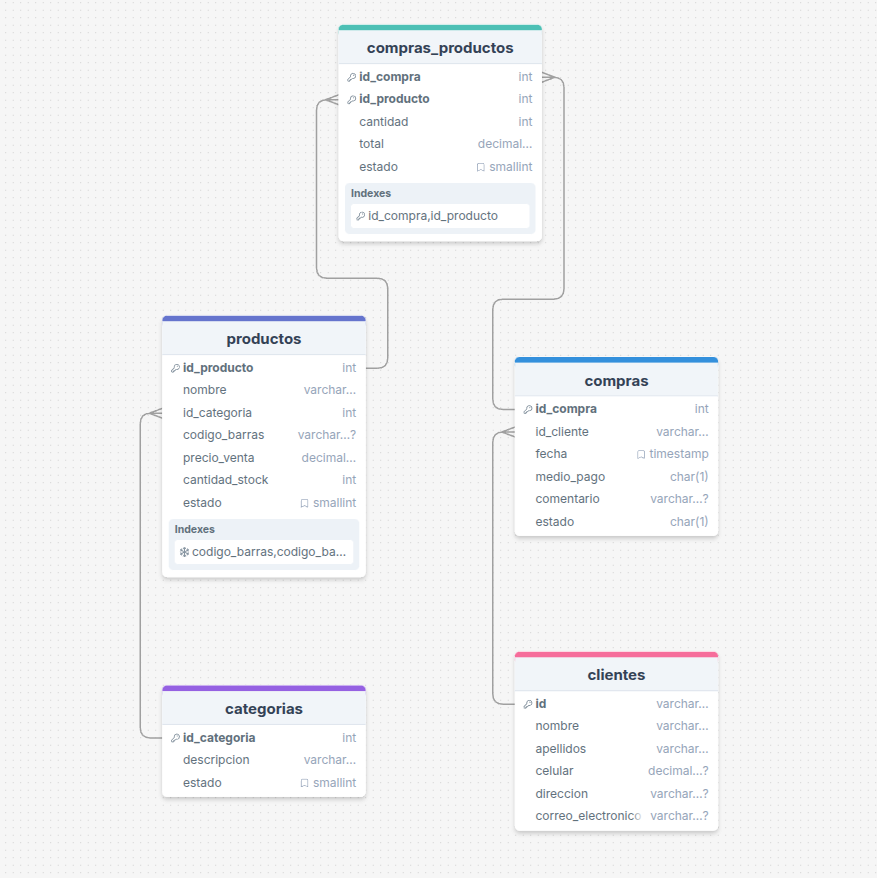 compras_productos
id_compra int
id_producto int
cantidad int
total decimal...
estado smallint
Indexes
id_compra,id_producto
productos
id_producto int
nombre varchar...
id_categoria int
codigo_barras varchar...?
precio_venta decimal...
cantidad_stock int
estado smallint
Indexes
codigo_barras,codigo_ba...
compras
id_compra int
id_cliente varchar...
fecha timestamp
medio_pago char(1)
comentario varchar...?
estado char(1)
categorias
id_categoria int
descripcion varchar...
estado smallint
clientes
id varchar...
nombre varchar...
apellidos varchar...
celular decimal...?
direccion varchar...?
correo_electronico varchar...?